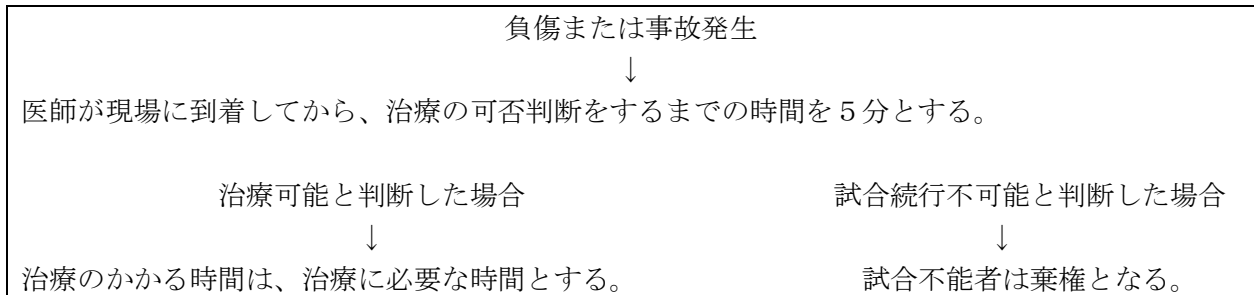 負傷または事故発生
↓
医師が現場に到着してから、治療の可否判断をするまでの時間を５分とする。
治療可能と判断した場合 試合続行不可能と判断した場合
↓ ↓
治療のかかる時間は、治療に必要な時間とする。 試合不能者は棄権となる。